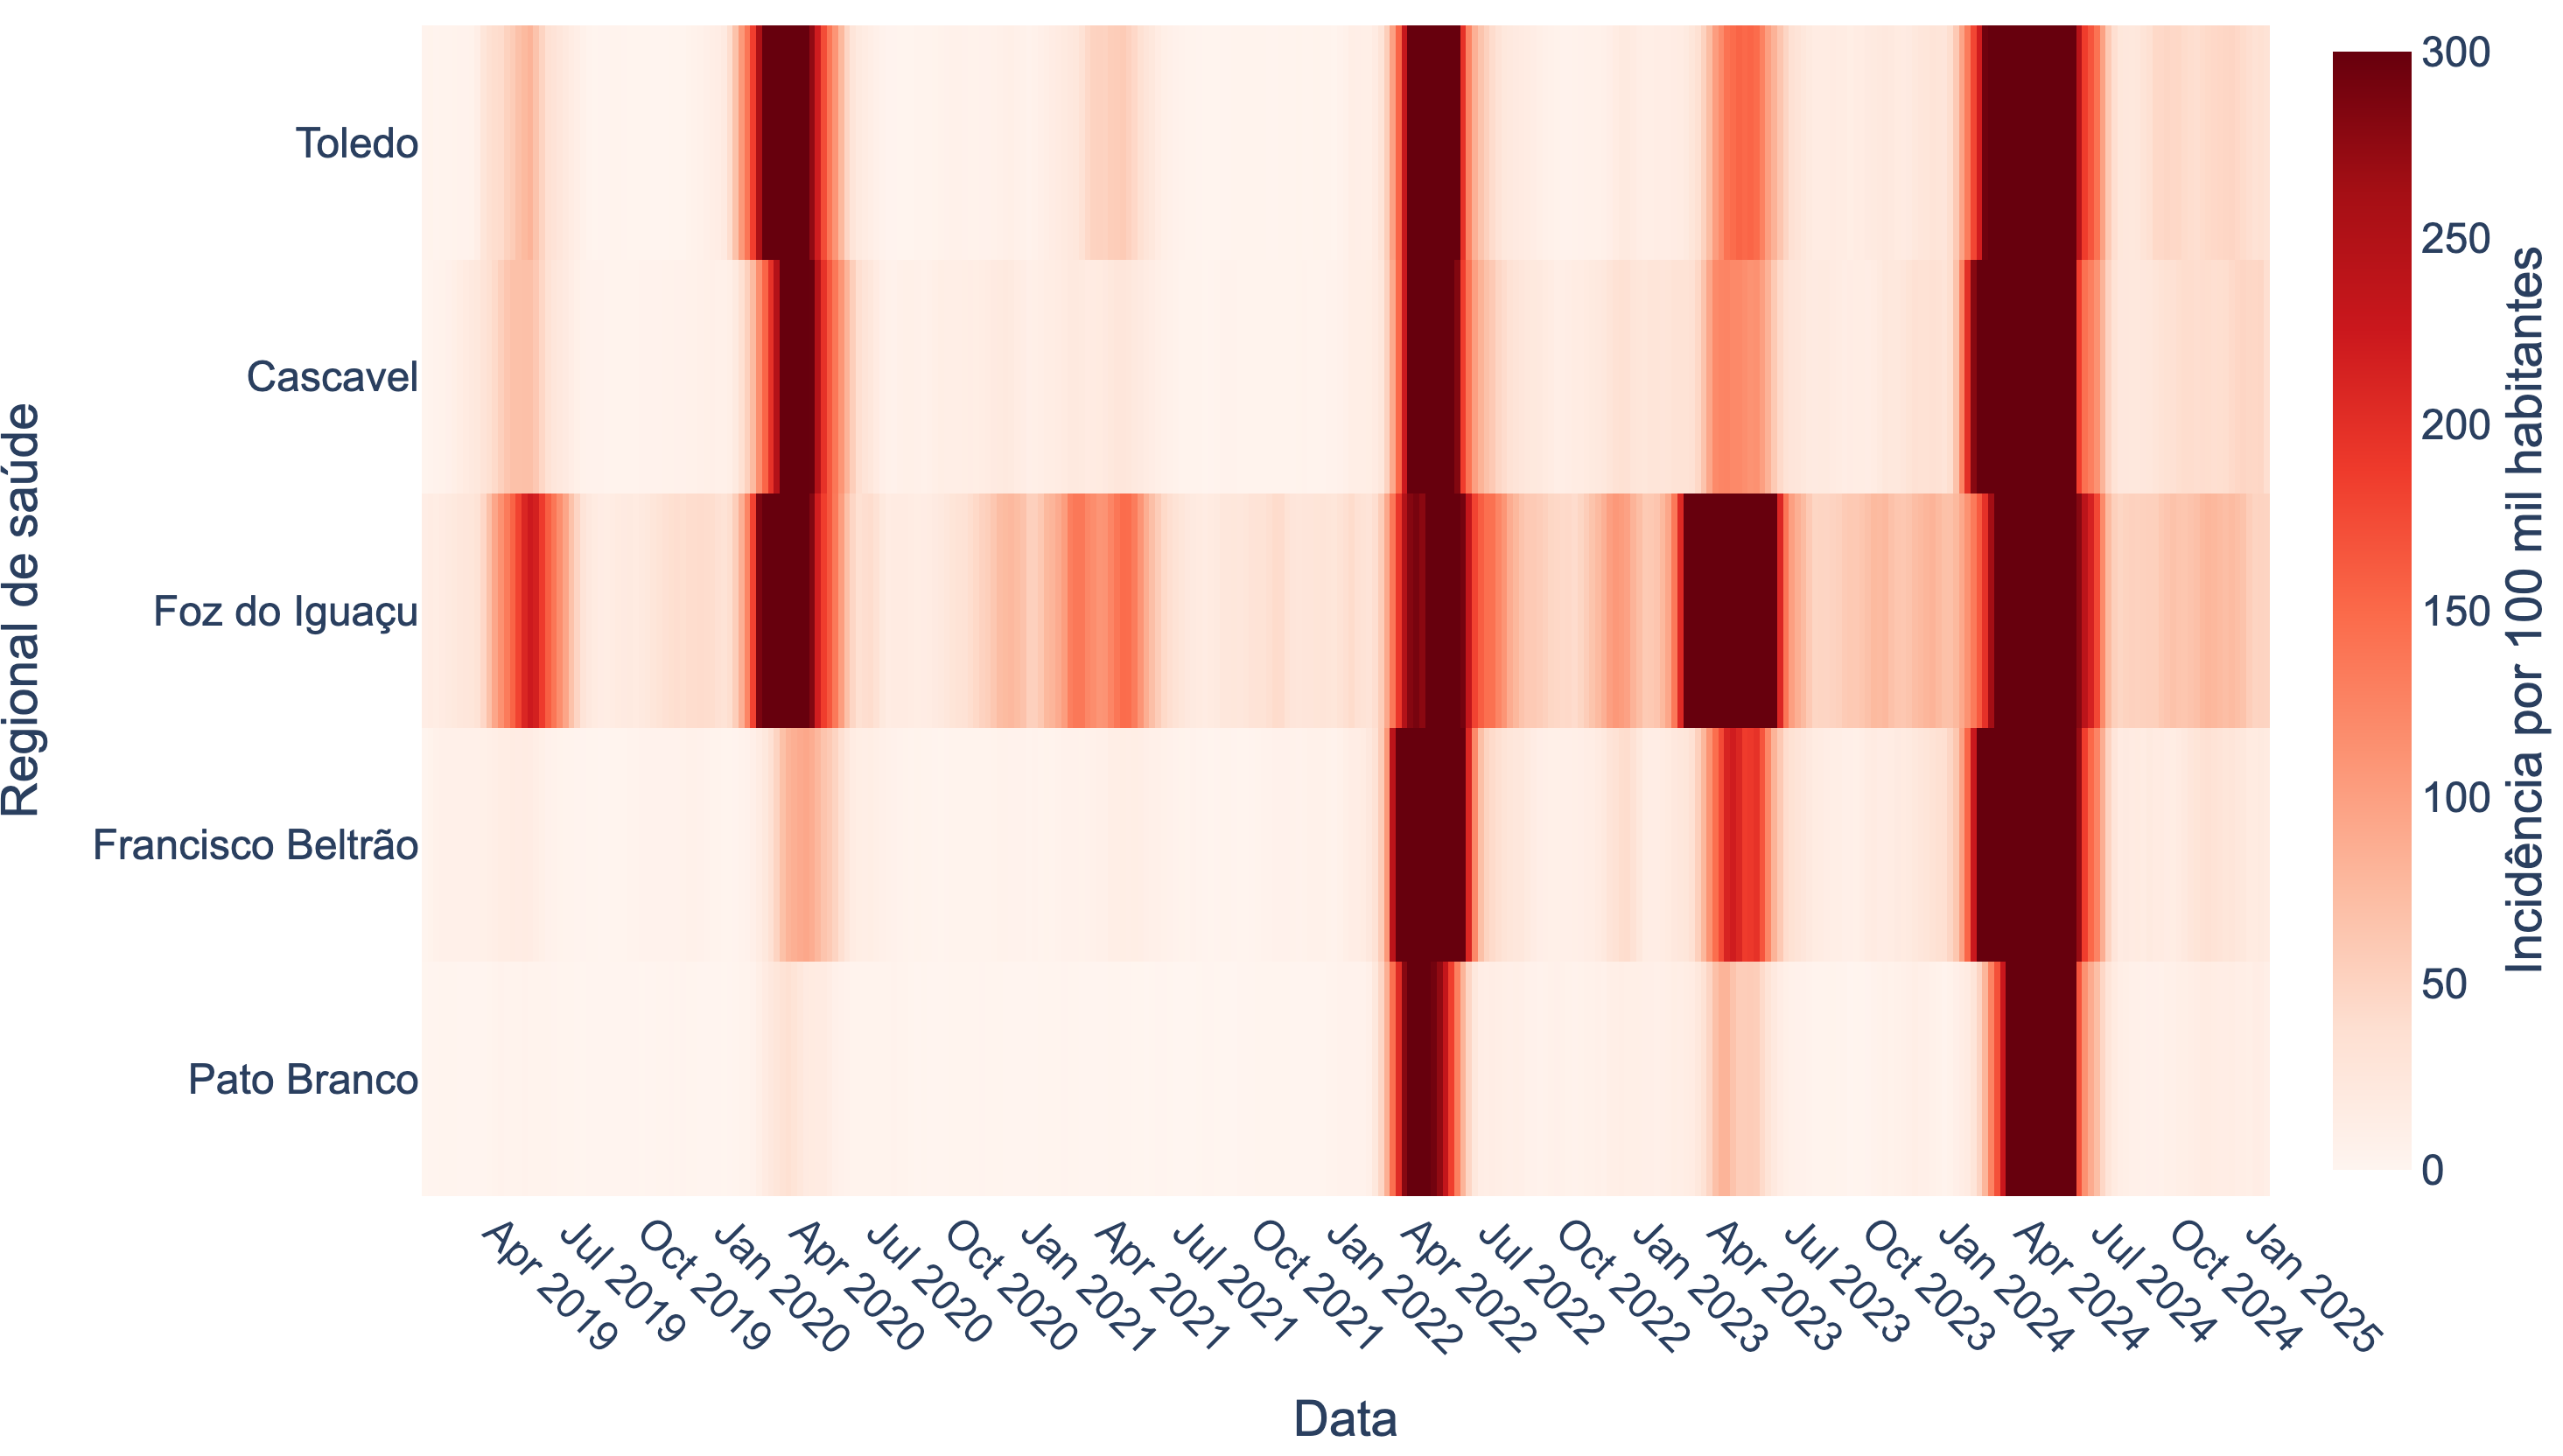 Regional de saúde
Toledo
Cascavel
Foz do Iguaçu
Francisco Beltrão
Pato Branco
Apr 2019
Jul 2019
Oct 2019
Jan 2020
Apr 2020
Jul 2020
Oct 2020
Jan 2021
Apr 2021
Jul 2021
Oct 2021
Jan 2022
Apr 2022
Jul 2022
Oct 2022
Jan 2023
Apr 2023
Jul 2023
Oct 2023
Jan 2024
Apr 2024
Jul 2024
Oct 2024
Jan 2025
Data
300
250
200
150
100
50
0
Incidência por 100 mil habitantes